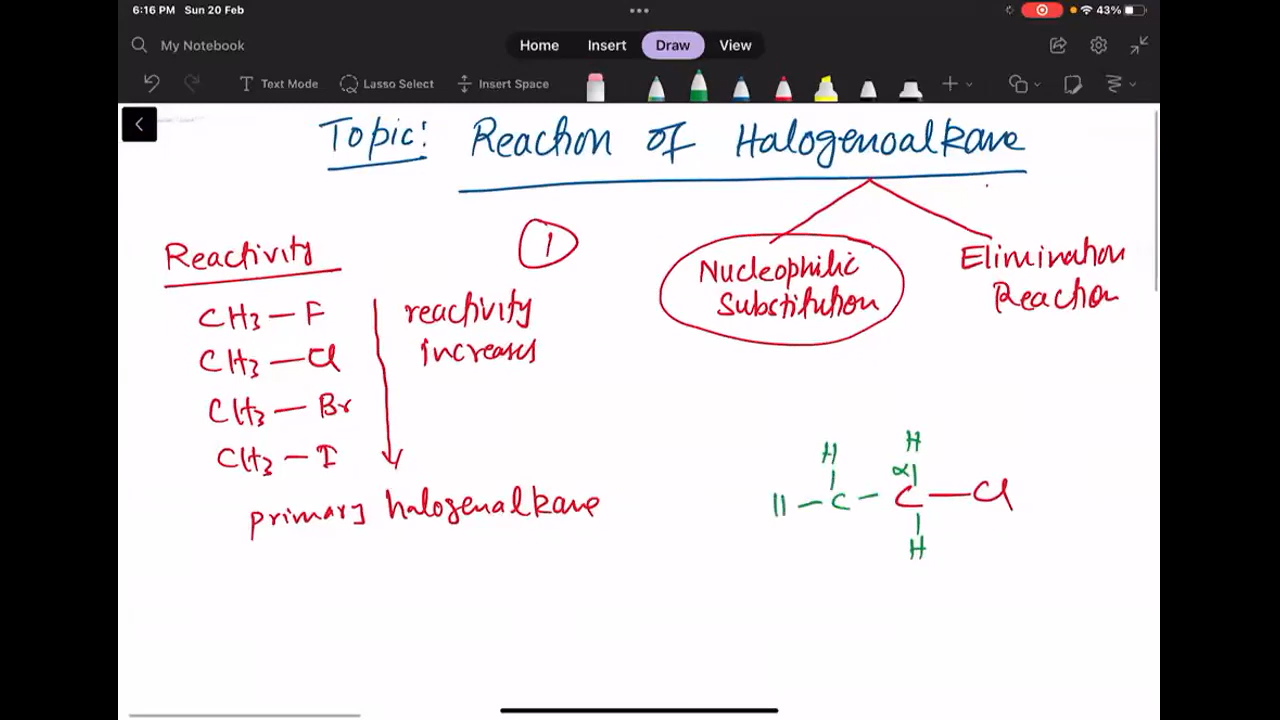 6:16 PM Sun 20 Feb
43%
My Notebook
Home Insert Draw View
Text Mode Lasso Select Insert Space
Topic: Reaction of Halogenoalkane
Reactivity
1
Nucleophilic
Substitution
Elimination
Reaction
CH3 — F
CH3 — Cl
CH3 — Br
CH3 — I
reactivity
increases
primary halogenalkane
H H
α
H — C — C — Cl
H